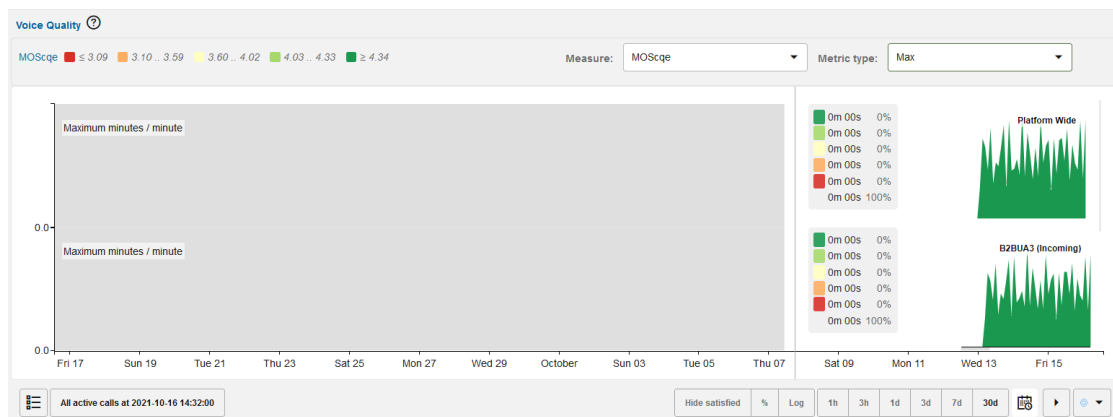 Voice Quality ?
MOScqe ≤ 3.09 3.10 .. 3.59 3.60 .. 4.02 4.03 .. 4.33 ≥ 4.34 Measure: MOScqe Metric type: Max
Maximum minutes / minute
0.0
Maximum minutes / minute
0.0
0m 00s 0%
0m 00s 0%
0m 00s 0%
0m 00s 0%
0m 00s 0%
0m 00s 100%
Platform Wide
0m 00s 0%
0m 00s 0%
0m 00s 0%
0m 00s 0%
0m 00s 0%
0m 00s 100%
B2BUA3 (Incoming)
Fri 17 Sun 19 Tue 21 Thu 23 Sat 25 Mon 27 Wed 29 October Sun 03 Tue 05 Thu 07 Sat 09 Mon 11 Wed 13 Fri 15
All active calls at 2021-10-16 14:32:00 Hide satisfied % Log 1h 3h 1d 3d 7d 30d